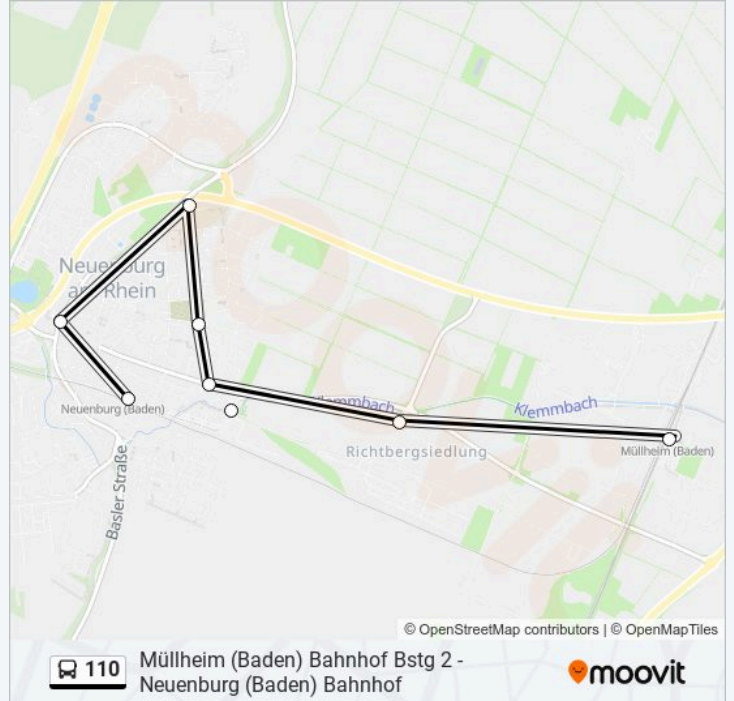 Neuenburg
am Rhein
Neuenburg (Baden)
Klemmbach
Klemmbach
Richtbergsiedlung
Müllheim (Baden)
Basler Straße
© OpenStreetMap contributors | © OpenMapTiles
110
Müllheim (Baden) Bahnhof Bstg 2 -
Neuenburg (Baden) Bahnhof
moovit